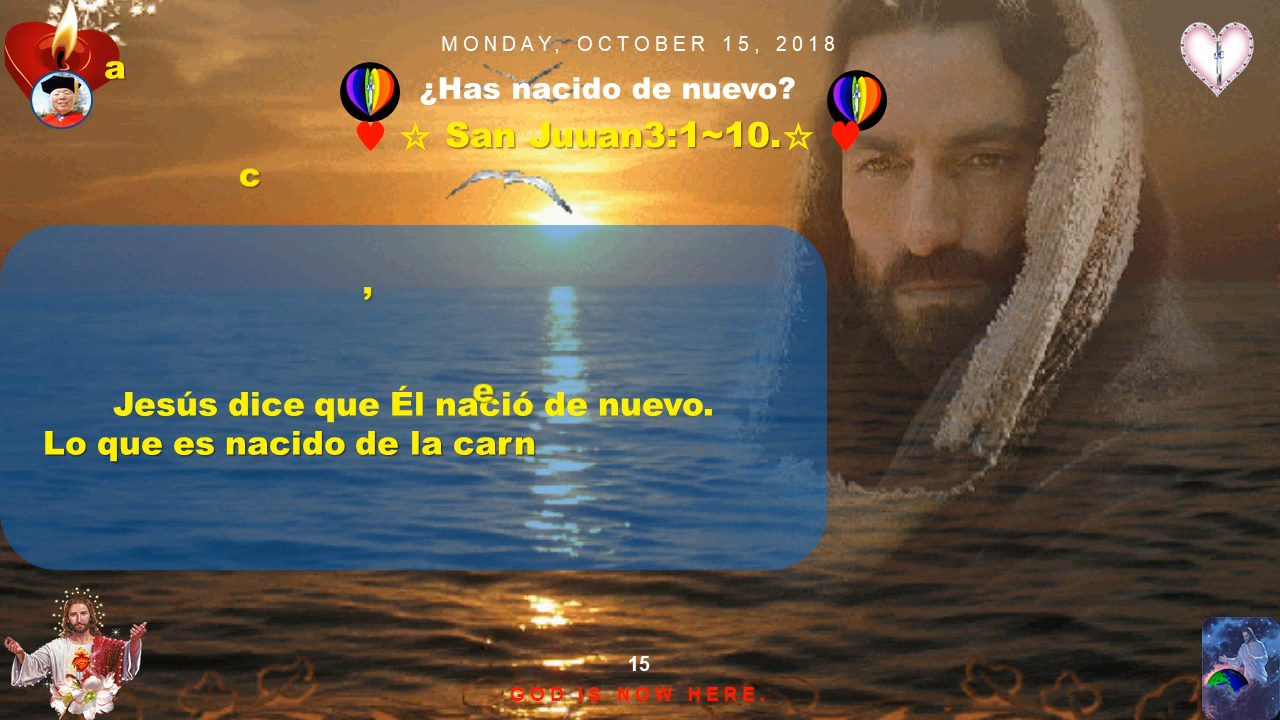 MONDAY, OCTOBER 15, 2018
¿Has nacido de nuevo?
☆ San Juuan3:1~10.☆
a
c
,
e
Jesús dice que Él nació de nuevo.
Lo que es nacido de la carn
15
GOD IS NOW HERE.